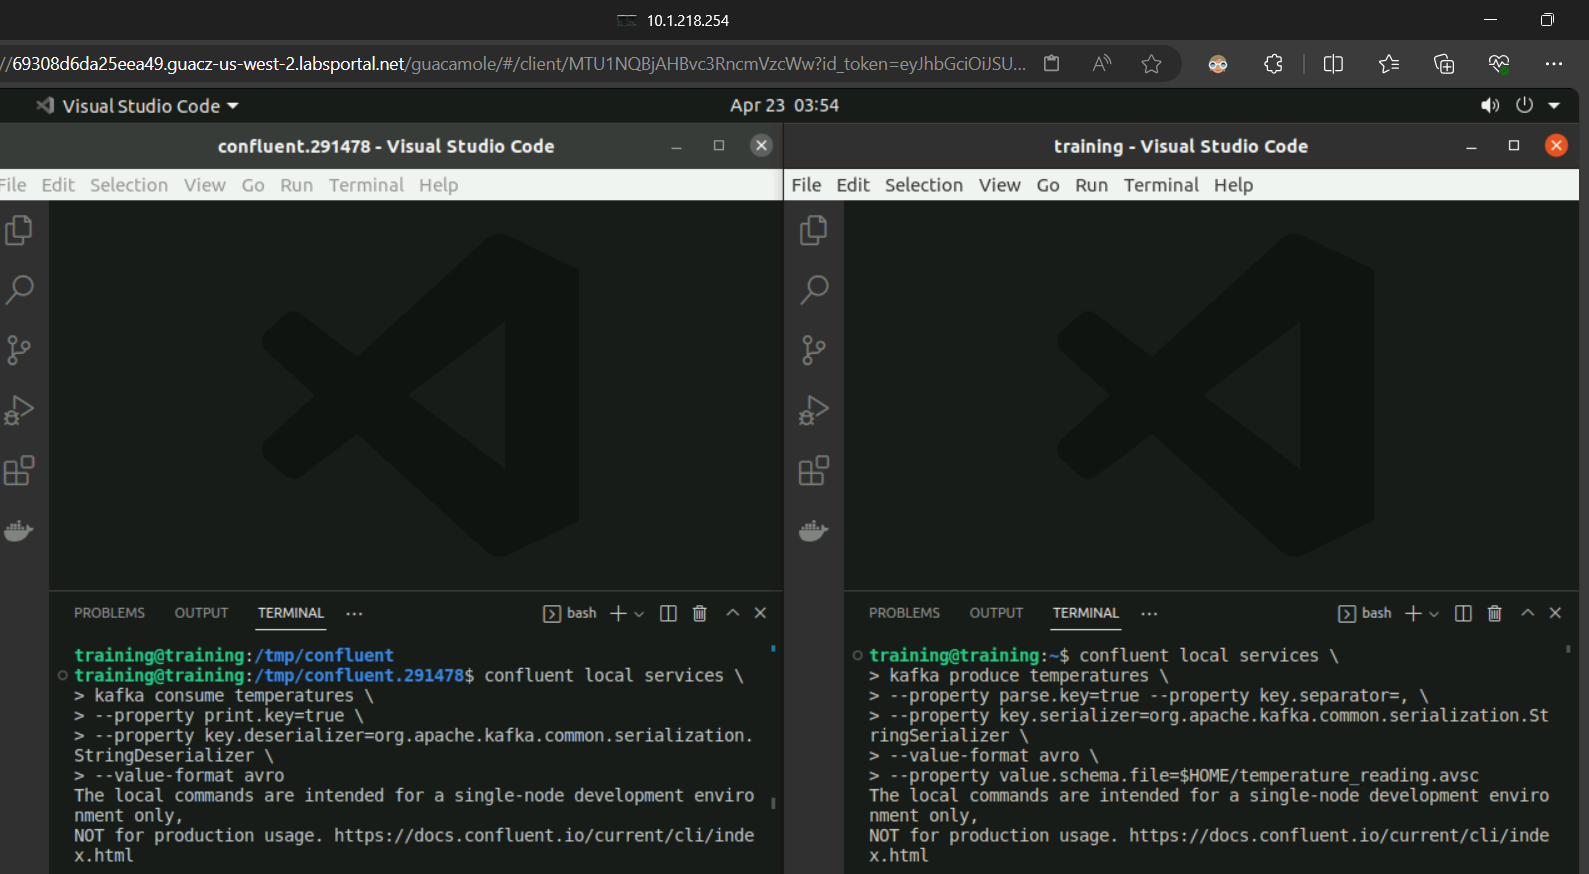 10.1.218.254
//69308d6da25eea49.guacz-us-west-2.labsportal.net/guacamole/#/client/MTU1NQBjAHBvc3RncmVzcWw?id_token=eyJhbGciOiJSU...
Visual Studio Code
Apr 23 03:54
confluent.291478 - Visual Studio Code
File Edit Selection View Go Run Terminal Help
PROBLEMS OUTPUT TERMINAL ... bash
training@training:/tmp/confluent
training@training:/tmp/confluent.291478$ confluent local services \
> kafka consume temperatures \
> --property print.key=true \
> --property key.deserializer=org.apache.kafka.common.serialization.
StringDeserializer \
> --value-format avro
The local commands are intended for a single-node development enviro
nment only,
NOT for production usage. https://docs.confluent.io/current/cli/inde
x.html
training - Visual Studio Code
File Edit Selection View Go Run Terminal Help
PROBLEMS OUTPUT TERMINAL ... bash
training@training:~$ confluent local services \
> kafka produce temperatures \
> --property parse.key=true --property key.separator=, \
> --property key.serializer=org.apache.kafka.common.serialization.St
ringSerializer \
> --value-format avro \
> --property value.schema.file=$HOME/temperature_reading.avsc
The local commands are intended for a single-node development enviro
nment only,
NOT for production usage. https://docs.confluent.io/current/cli/inde
x.html